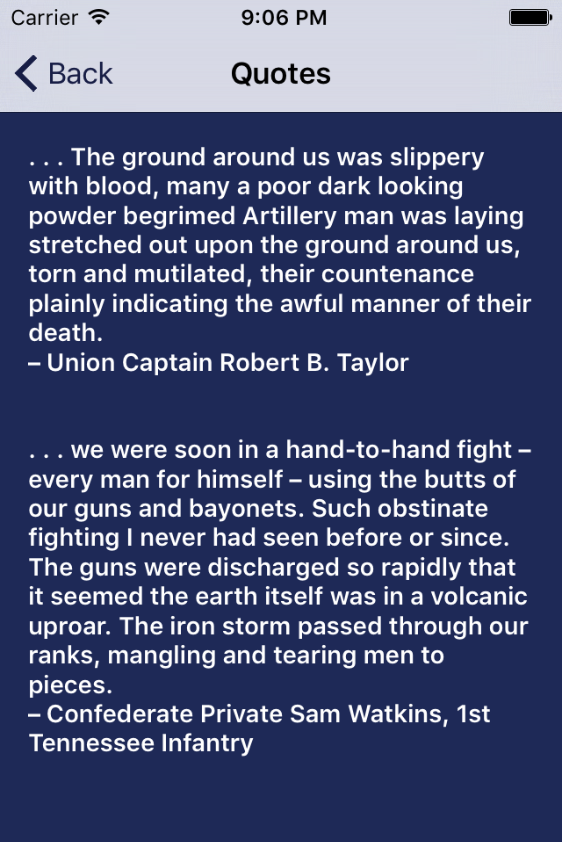 Carrier 9:06 PM
Back Quotes
. . . The ground around us was slippery
with blood, many a poor dark looking
powder begrimed Artillery man was laying
stretched out upon the ground around us,
torn and mutilated, their countenance
plainly indicating the awful manner of their
death.
– Union Captain Robert B. Taylor
. . . we were soon in a hand-to-hand fight –
every man for himself – using the butts of
our guns and bayonets. Such obstinate
fighting I never had seen before or since.
The guns were discharged so rapidly that
it seemed the earth itself was in a volcanic
uproar. The iron storm passed through our
ranks, mangling and tearing men to
pieces.
– Confederate Private Sam Watkins, 1st
Tennessee Infantry